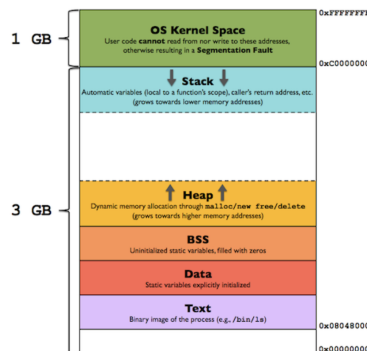 0xFFFFFFFF
1 GB
OS Kernel Space
User code cannot read from nor write to these addresses,
otherwise resulting in a Segmentation Fault
0xC0000000
Stack
Automatic variables (local to a function's scope), caller's return address, etc.
(grows towards lower memory addresses)
3 GB
Heap
Dynamic memory allocation through malloc/new free/delete
(grows towards higher memory addresses)
BSS
Uninitialized static variables, filled with zeros
Data
Static variables explicitly initialized
Text
Binary image of the process (e.g., /bin/ls)
0x08048000
0x00000000